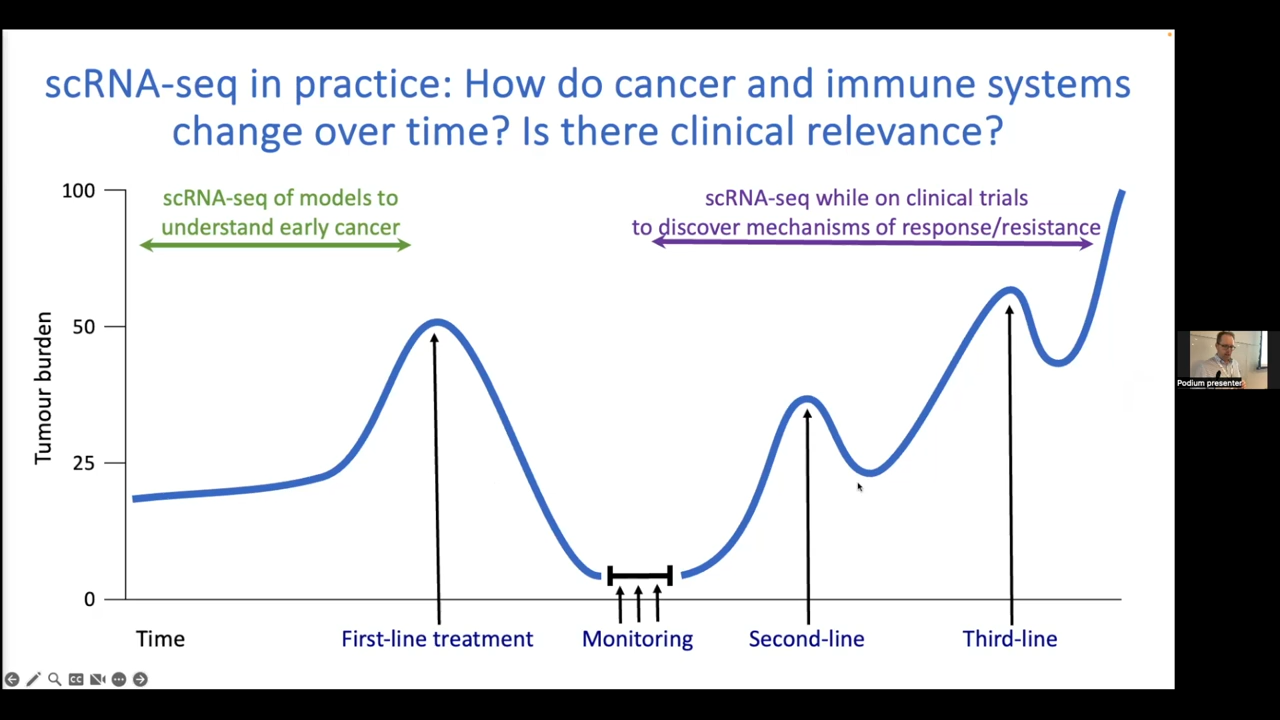 scRNA-seq in practice: How do cancer and immune systems
change over time? Is there clinical relevance?
scRNA-seq of models to
understand early cancer
scRNA-seq while on clinical trials
to discover mechanisms of response/resistance
100
50
25
0
Tumour burden
Time
First-line treatment
Monitoring
Second-line
Third-line
CC
Podium presenter